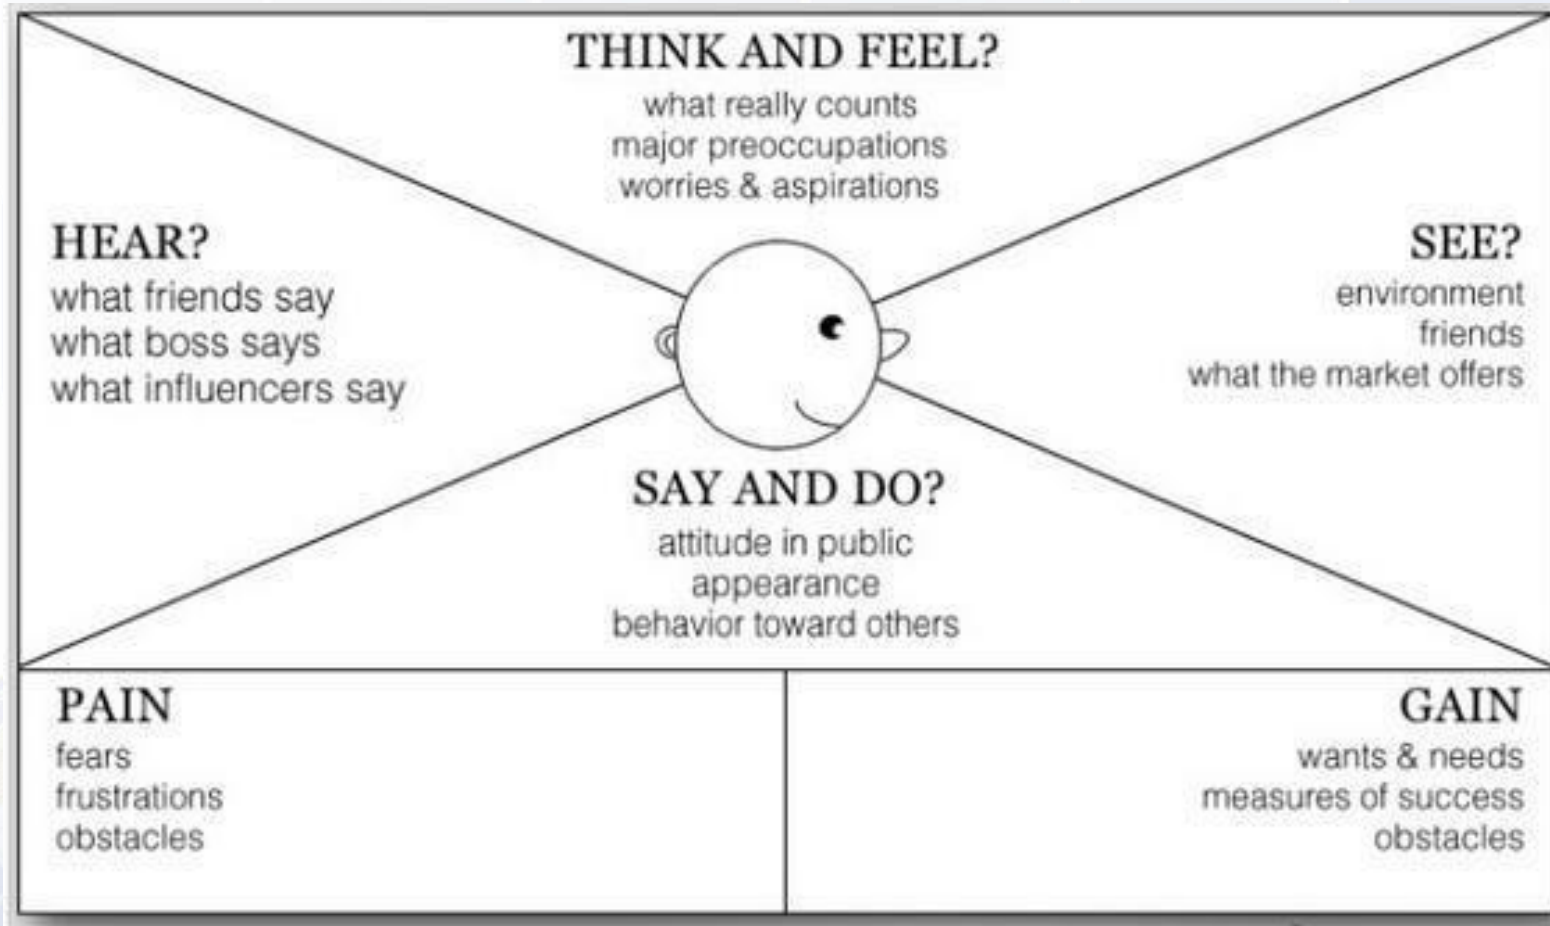 THINK AND FEEL?
what really counts
major preoccupations
worries & aspirations
HEAR?
what friends say
what boss says
what influencers say
SEE?
environment
friends
what the market offers
SAY AND DO?
attitude in public
appearance
behavior toward others
PAIN
fears
frustrations
obstacles
GAIN
wants & needs
measures of success
obstacles